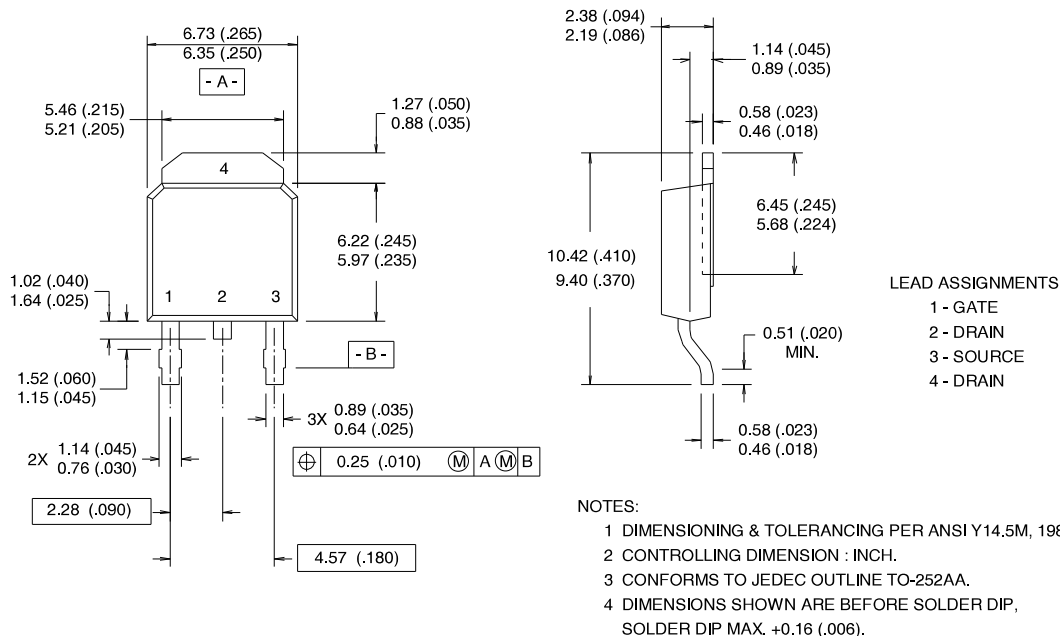 6.73 (.265)
6.35 (.250)
- A -
5.46 (.215)
5.21 (.205)
1.27 (.050)
0.88 (.035)
4
6.22 (.245)
5.97 (.235)
1.02 (.040)
1.64 (.025)
1 2 3
1.52 (.060)
1.15 (.045)
- B -
3X 0.89 (.035)
0.64 (.025)
2X 1.14 (.045)
0.76 (.030)
⌖ 0.25 (.010) Ⓜ A Ⓜ B
2.28 (.090)
4.57 (.180)
2.38 (.094)
2.19 (.086)
1.14 (.045)
0.89 (.035)
0.58 (.023)
0.46 (.018)
6.45 (.245)
5.68 (.224)
10.42 (.410)
9.40 (.370)
0.51 (.020)
MIN.
0.58 (.023)
0.46 (.018)
LEAD ASSIGNMENTS
1 - GATE
2 - DRAIN
3 - SOURCE
4 - DRAIN
NOTES:
1 DIMENSIONING & TOLERANCING PER ANSI Y14.5M, 198
2 CONTROLLING DIMENSION : INCH.
3 CONFORMS TO JEDEC OUTLINE TO-252AA.
4 DIMENSIONS SHOWN ARE BEFORE SOLDER DIP,
SOLDER DIP MAX. +0.16 (.006).